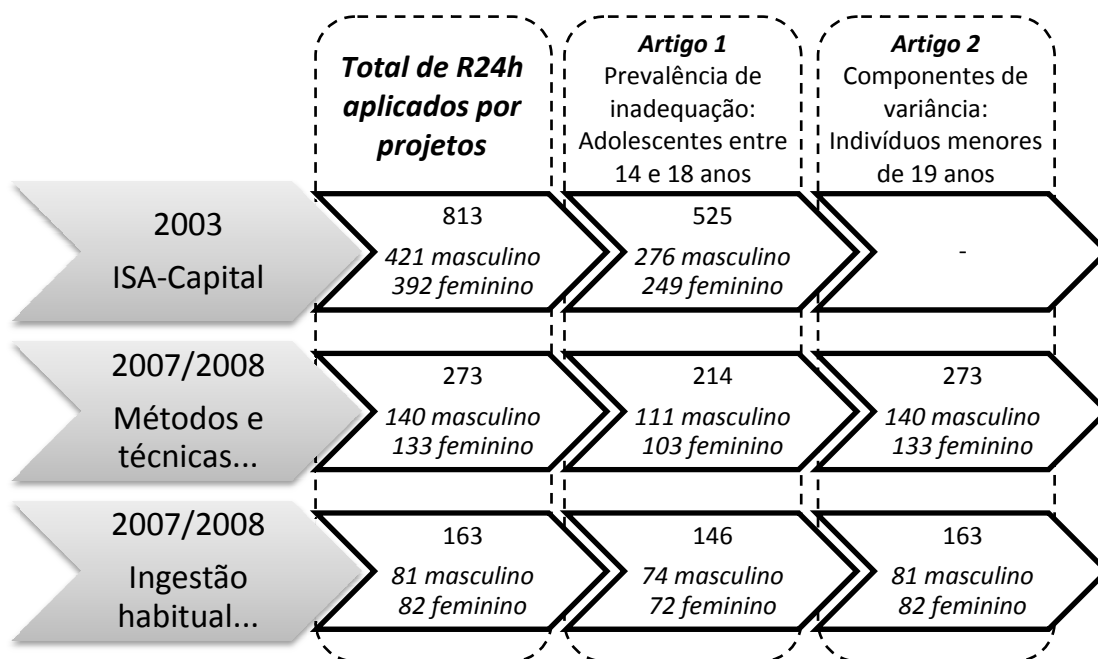 Total de R24h
aplicados por
projetos
Artigo 1
Prevalência de
inadequação:
Adolescentes entre
14 e 18 anos
Artigo 2
Componentes de
variância:
Indivíduos menores
de 19 anos
2003
ISA-Capital
813
421 masculino
392 feminino
525
276 masculino
249 feminino
-
2007/2008
Métodos e
técnicas...
273
140 masculino
133 feminino
214
111 masculino
103 feminino
273
140 masculino
133 feminino
2007/2008
Ingestão
habitual...
163
81 masculino
82 feminino
146
74 masculino
72 feminino
163
81 masculino
82 feminino